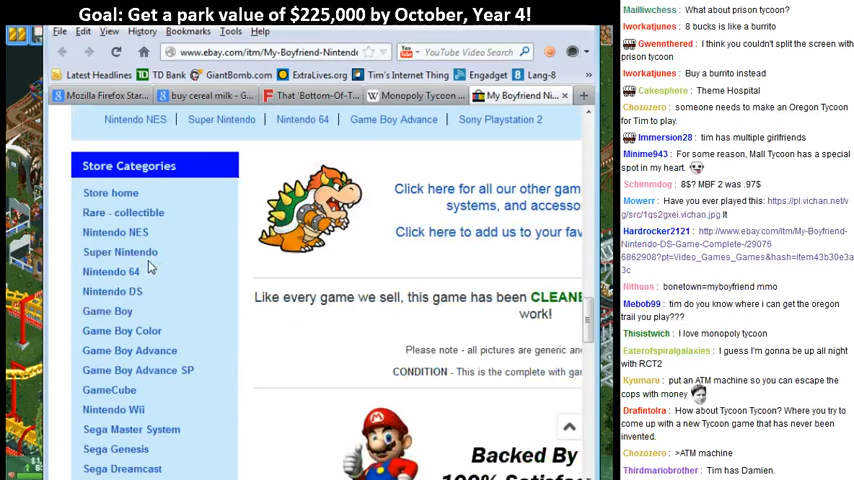 Goal: Get a park value of $225,000 by October, Year 4!
File Edit View History Bookmarks Tools Help
www.ebay.com/itm/My-Boyfriend-Nintendo
YouTube Video Search
Latest Headlines TD Bank GiantBomb.com ExtraLives.org Tim's Internet Thing Engadget Lang-8 »
Mozilla Firefox Star... buy cereal milk - G... That 'Bottom-Of-T... Monopoly Tycoon ... My Boyfriend Ni... ×
Nintendo NES | Super Nintendo | Nintendo 64 | Game Boy Advance | Sony Playstation 2
Store Categories
Store home
Rare - collectible
Nintendo NES
Super Nintendo
Nintendo 64
Nintendo DS
Game Boy
Game Boy Color
Game Boy Advance
Game Boy Advance SP
GameCube
Nintendo Wii
Sega Master System
Sega Genesis
Sega Dreamcast
Click here for all our other gam
systems, and accesso
Click here to add us to your fav
Like every game we sell, this game has been CLEANE
work!
Please note - all pictures are generic an
CONDITION - This is the complete with ga
Backed By
100% Satisf
Mailliwchess : What about prison tycoon?
Iworkatjunes : 8 bucks is like a burrito
Gwennthered : I think you couldn't split the screen with
prison tycoon
Iworkatjunes : Buy a burrito instead
Cakesphere : Theme Hospital
Chozozero : someone needs to make an Oregon Tycoon
for Tim to play.
Immersion28 : tim has multiple girlfriends
Minime943 : For some reason, Mall Tycoon has a special
spot in my heart.
Schimmdog : 8$? MBF 2 was .97$
Mowerr : Have you ever played this: https://pl.vichan.net/v
/g/src/1qs2gxei.vichan.jpg It
Hardrocker2121 : http://www.ebay.com/itm/My-Boyfriend-
Nintendo-DS-Game-Complete-/29076
6862908?pt=Video_Games_Games&hash=item43b30e3a
3c
Nithuus : bonetown=myboyfriend mmo
Mebob99 : tim do you know where i can get the oregon
trail you play???
Thisistwich : I love monopoly tycoon
Eaterofspiralgalaxies : I guess I'm gonna be up all night
with RCT2
Kyumaru : put an ATM machine so you can escape the
cops with money
Drafintolra : How about Tycoon Tycoon? Where you try to
come up with a new Tycoon game that has never been
invented.
Chozozero : >ATM machine
Thirdmariobrother : Tim has Damien.